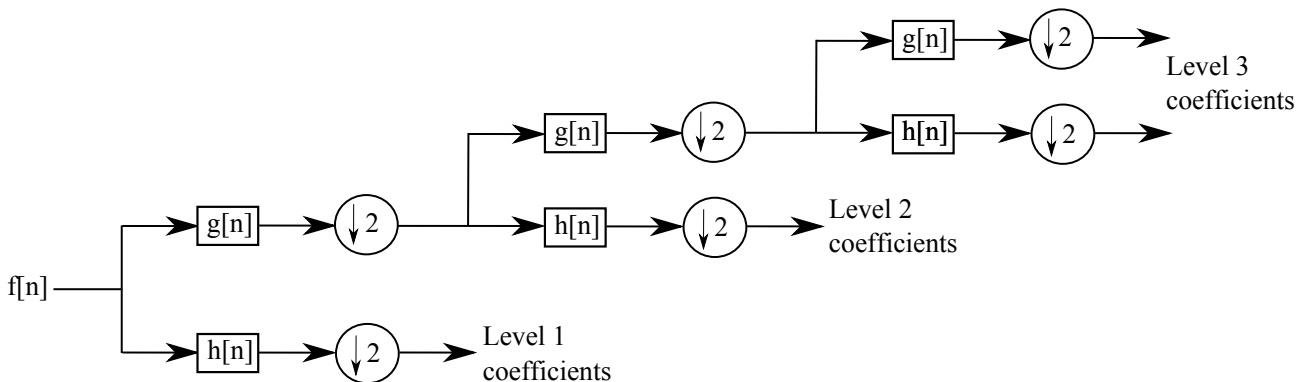 g[n]
↓2
Level 3
coefficients
g[n]
↓2
h[n]
↓2
g[n]
↓2
h[n]
↓2
Level 2
coefficients
f[n]
h[n]
↓2
Level 1
coefficients